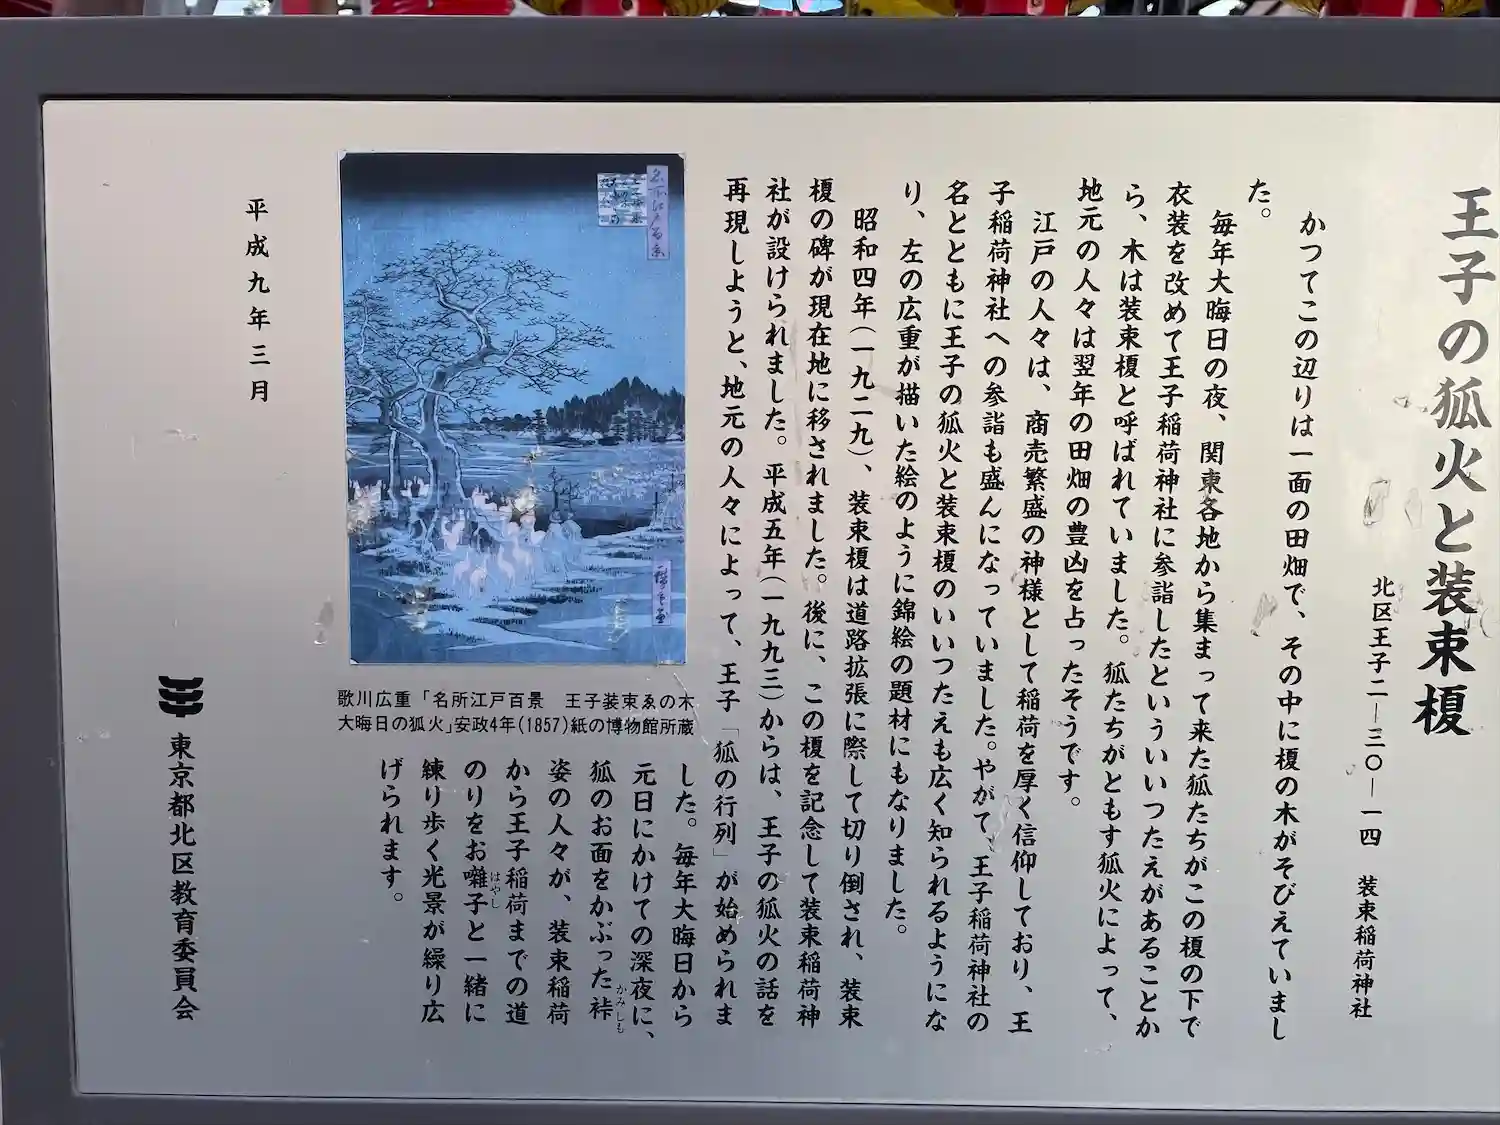 王子の狐火と装束榎
北区王子二－三〇－一四　装束稲荷神社
かつてこの辺りは一面の田畑で、その中に榎の木がそびえていまし
た。
毎年大晦日の夜、関東各地から集まって来た狐たちがこの榎の下で
衣装を改めて王子稲荷神社に参詣したといういいつたえがあることか
ら、木は装束榎と呼ばれていました。狐たちがともす狐火によって、
地元の人々は翌年の田畑の豊凶を占ったそうです。
江戸の人々は、商売繁盛の神様として稲荷を厚く信仰しており、王
子稲荷神社への参詣も盛んになっていました。やがて、王子稲荷神社の
名とともに王子の狐火と装束榎のいいつたえも広く知られるようにな
り、左の広重が描いた絵のように錦絵の題材にもなりました。
昭和四年（一九二九）、装束榎は道路拡張に際して切り倒され、装束
榎の碑が現在地に移されました。後に、この榎を記念して装束稲荷神
社が設けられました。平成五年（一九九三）からは、王子の狐火の話を
再現しようと、地元の人々によって、王子「狐の行列」が始められま
した。毎年大晦日から
元日にかけての深夜に、
狐のお面をかぶった裃
かみしも
姿の人々が、装束稲荷
から王子稲荷までの道
のりをお囃子と一緒に
はやし
練り歩く光景が繰り広
げられます。
名所江戸百景
歌川広重「名所江戸百景　王子装束ゑの木
大晦日の狐火」安政4年(1857)紙の博物館所蔵
平成九年三月
東京都北区教育委員会